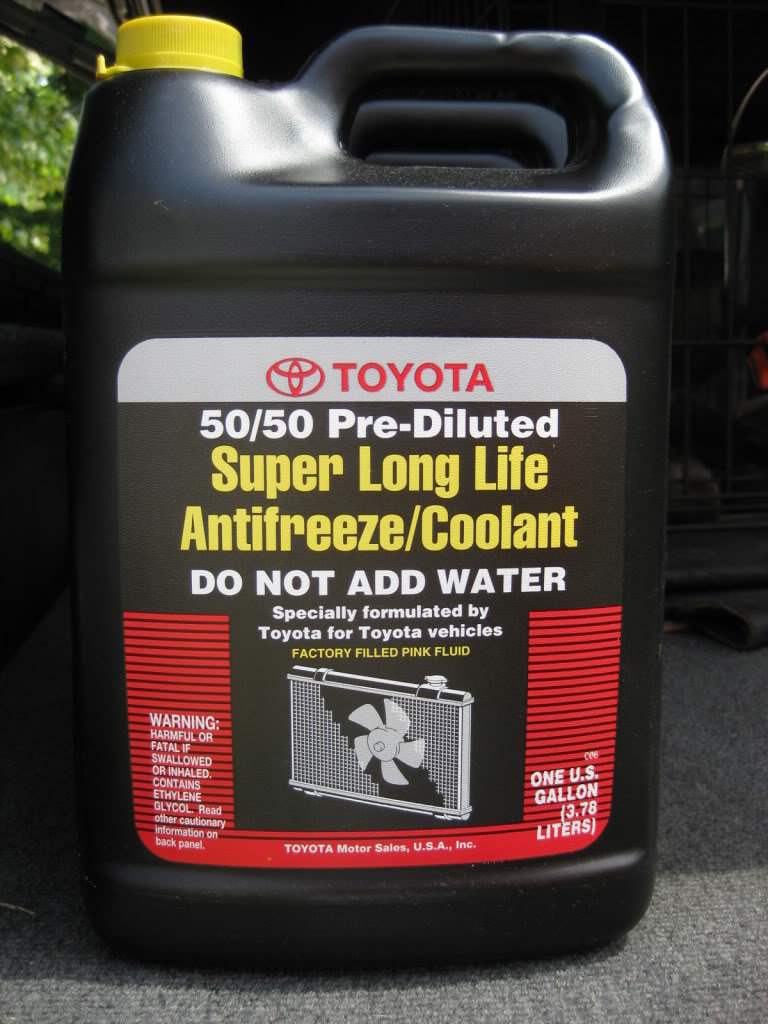 TOYOTA
50/50 Pre-Diluted
Super Long Life
Antifreeze/Coolant
DO NOT ADD WATER
Specially formulated by
Toyota for Toyota vehicles
FACTORY FILLED PINK FLUID
WARNING:
HARMFUL OR
FATAL IF
SWALLOWED
OR INHALED.
CONTAINS
ETHYLENE
GLYCOL. Read
other cautionary
information on
back panel.
C06
ONE U.S.
GALLON
(3.78
LITERS)
TOYOTA Motor Sales, U.S.A., Inc.